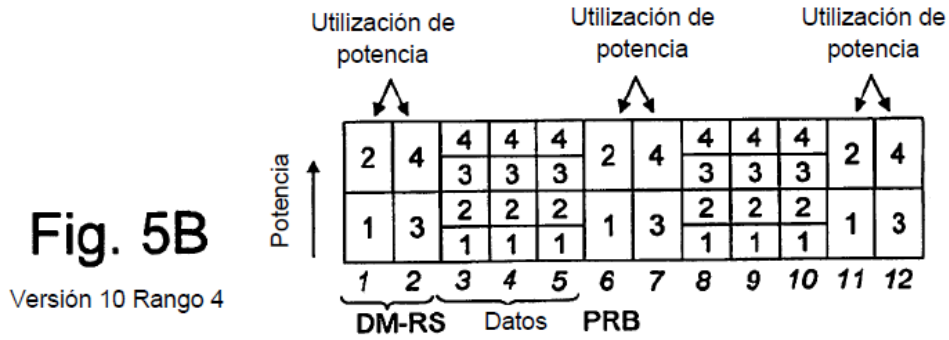 Utilización de potencia
Utilización de potencia
Utilización de potencia
Potencia
2 4 4 4 4 2 4 4 4 4 2 4
3 3 3 3 3 3
1 3 2 2 2 1 3 2 2 2 1 3
1 1 1 1 1 1
1 2 3 4 5 6 7 8 9 10 11 12
DM-RS Datos PRB
Fig. 5B
Versión 10 Rango 4